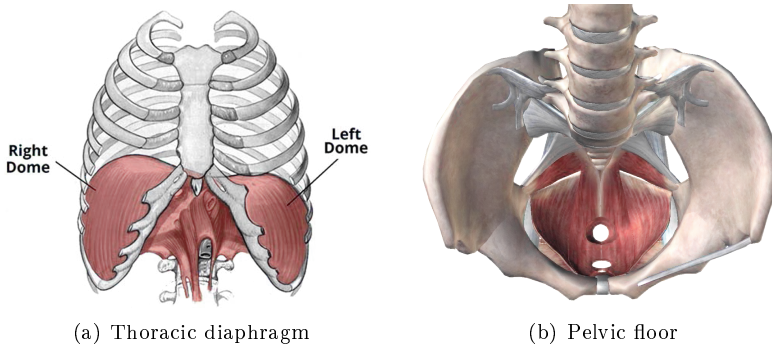 Right
Dome
Left
Dome
(a) Thoracic diaphragm
(b) Pelvic floor